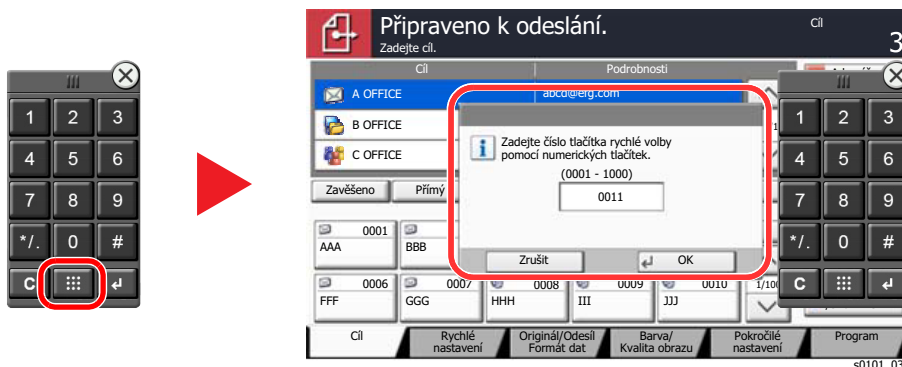 1 2 3
4 5 6
7 8 9
*/. 0 #
C
Připraveno k odeslání.
Zadejte cíl.
Cíl
3
Cíl Podrobnosti
A OFFICE abcd@efg.com
B OFFICE
C OFFICE
Zadejte číslo tlačítka rychlé volby
pomocí numerických tlačítek.
(0001 - 1000)
0011
Zrušit OK
Zavěšeno Přímý
0001
AAA BBB
0006 0007 0008 0009 0010
FFF GGG HHH III JJJ
1/100
1 2 3
4 5 6
7 8 9
*/. 0 #
C
Cíl
Rychlé
nastavení
Originál/Odesíl
Formát dat
Barva/
Kvalita obrazu
Pokročilé
nastavení
Program
s0101_03